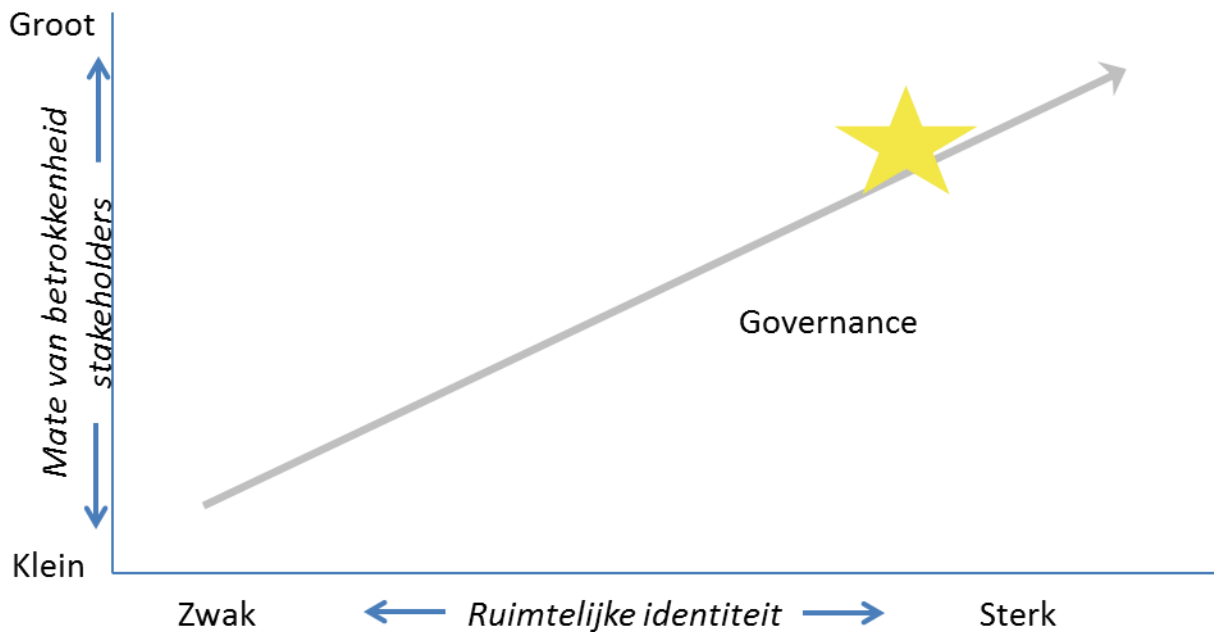 Groot
Mate van betrokkenheid
stakeholders
Governance
Klein
Zwak
Ruimtelijke identiteit
Sterk